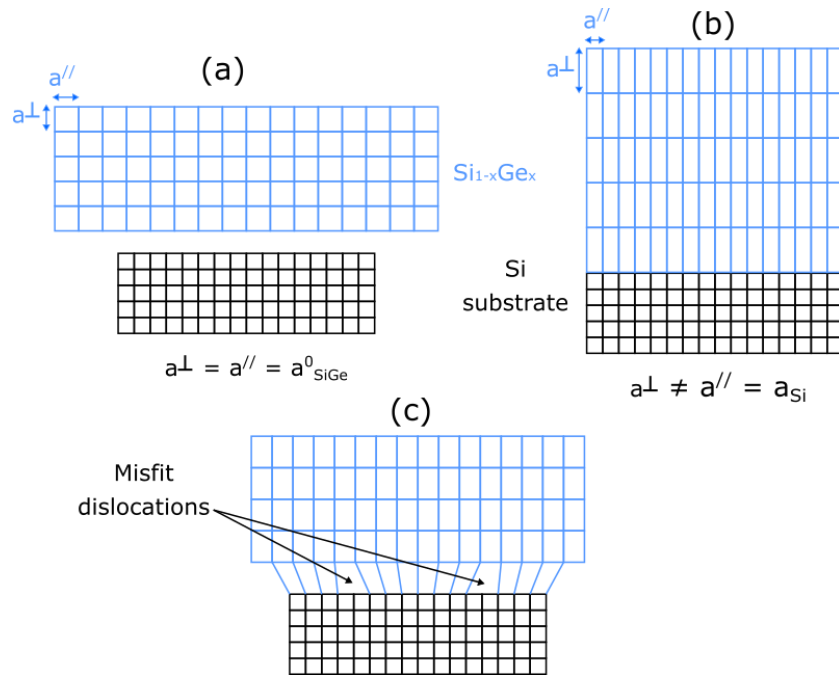 (a)
a//
a⊥
Si₁₋ₓGeₓ
a⊥ = a// = a⁰SiGe
(b)
a//
a⊥
Si
substrate
a⊥ ≠ a// = aSi
(c)
Misfit
dislocations